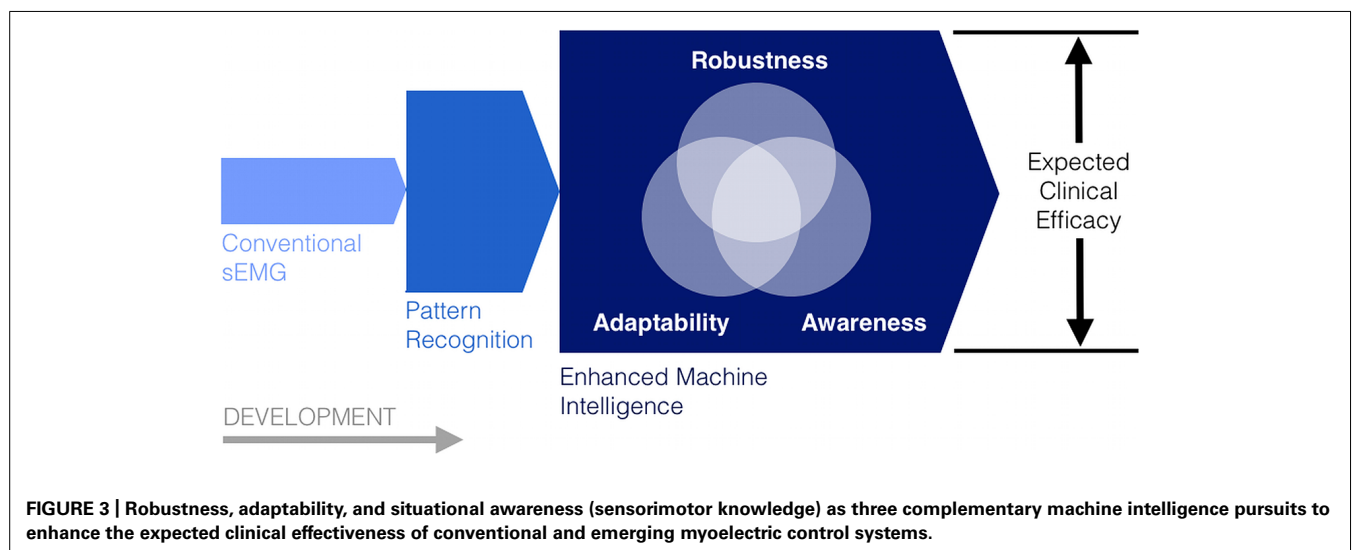 Robustness
Expected
Clinical
Efficacy
Conventional
sEMG
Pattern
Recognition
Adaptability
Awareness
Enhanced Machine
Intelligence
DEVELOPMENT
FIGURE 3 | Robustness, adaptability, and situational awareness (sensorimotor knowledge) as three complementary machine intelligence pursuits to
enhance the expected clinical effectiveness of conventional and emerging myoelectric control systems.